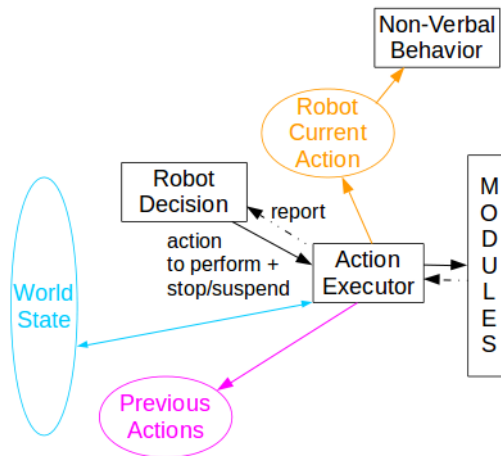 Non-Verbal
Behavior
Robot
Current
Action
Robot
Decision
report
action
to perform +
stop/suspend
Action
Executor
M
O
D
U
L
E
S
World
State
Previous
Actions